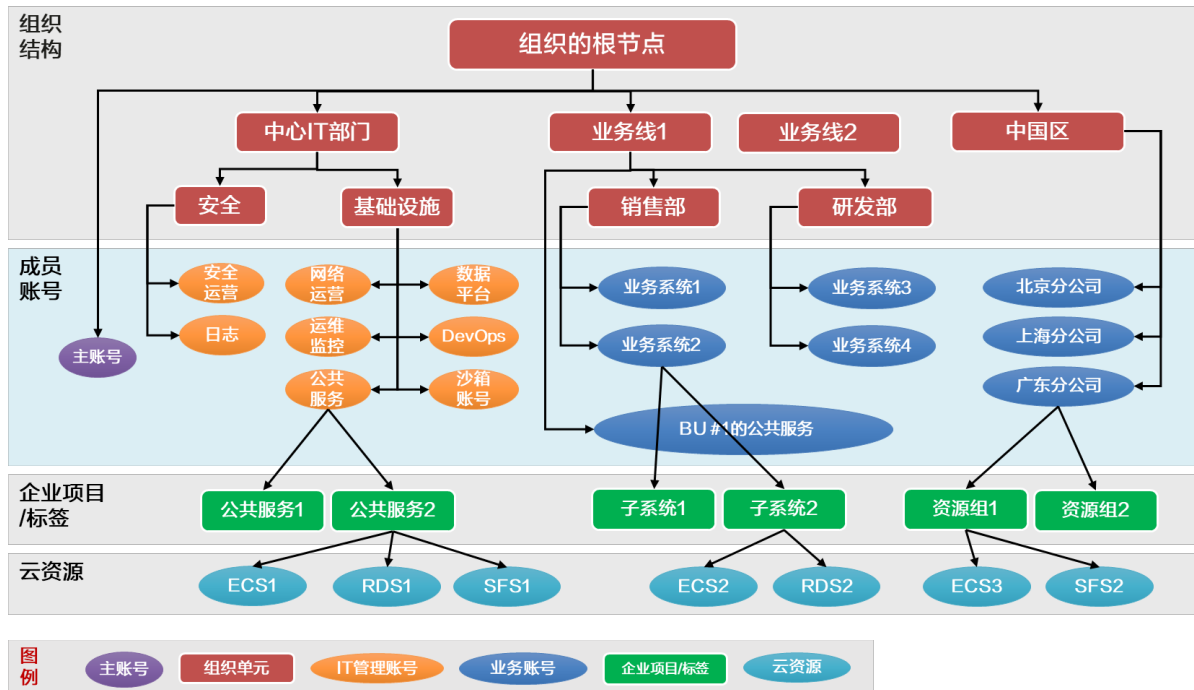 组织
结构
组织的根节点
中心IT部门
业务线1
业务线2
中国区
安全
基础设施
销售部
研发部
成员
账号
安全
运营
网络
运营
数据
平台
业务系统1
业务系统3
北京分公司
日志
运维
监控
DevOps
业务系统2
业务系统4
上海分公司
主账号
公共
服务
沙箱
账号
广东分公司
BU #1的公共服务
企业项目
/标签
公共服务1
公共服务2
子系统1
子系统2
资源组1
资源组2
云资源
ECS1
RDS1
SFS1
ECS2
RDS2
ECS3
SFS2
图
例
主账号
组织单元
IT管理账号
业务账号
企业项目/标签
云资源